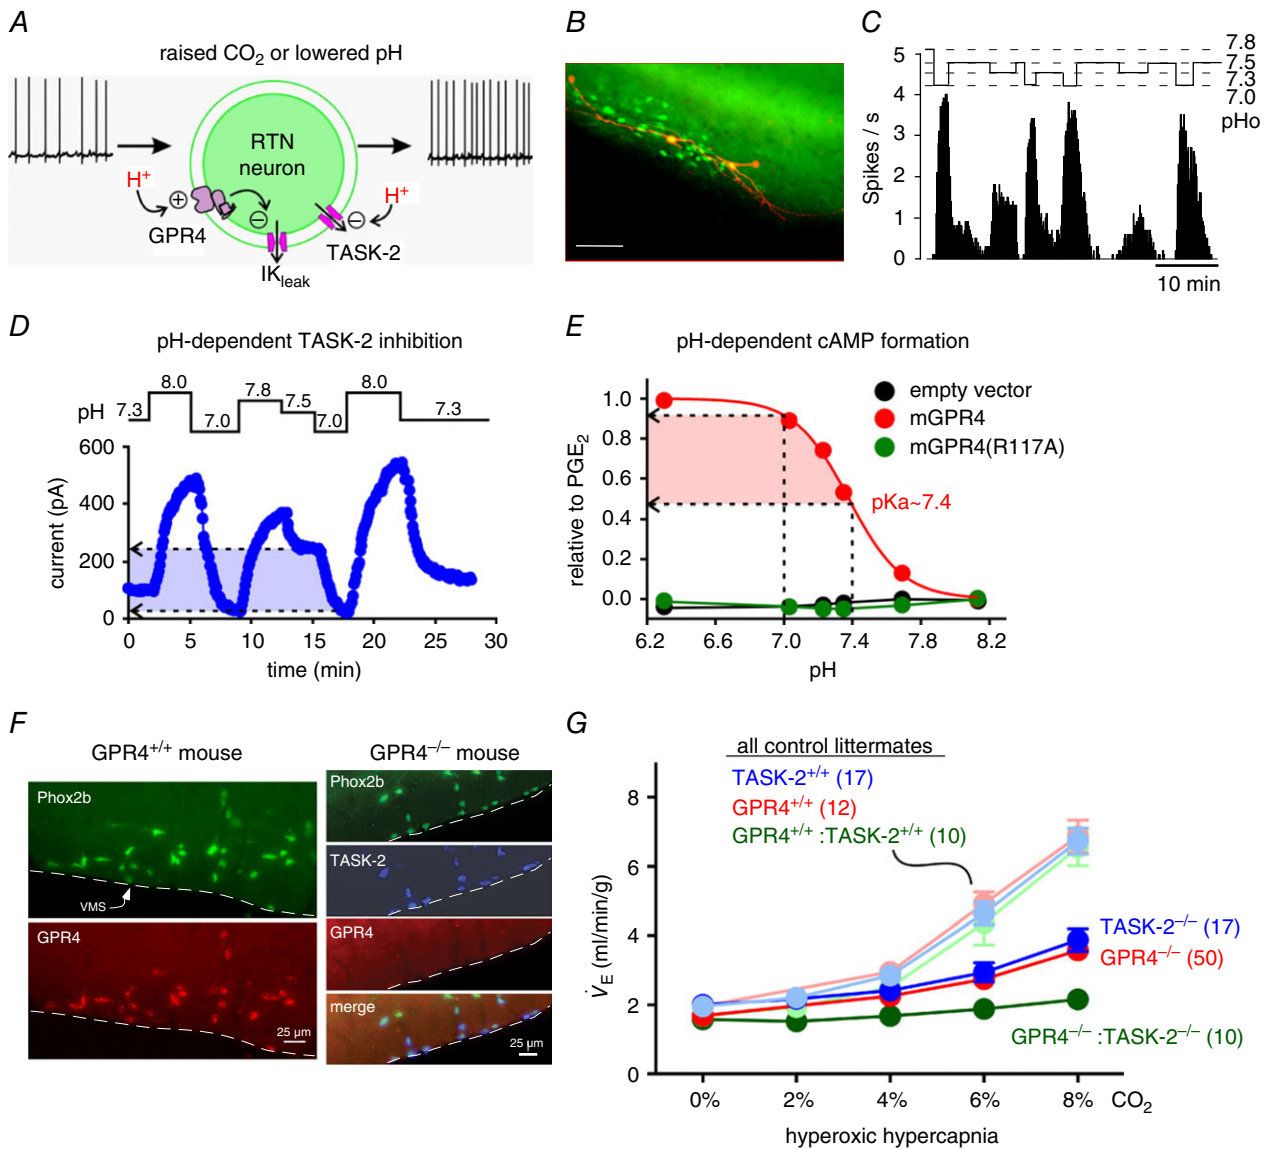 A
raised CO2 or lowered pH
RTN
neuron
H+
H+
+
−
−
GPR4
TASK-2
IKleak
B
C
5
4
3
2
1
0
Spikes / s
7.8
7.5
7.3
7.0
pHo
10 min
D
pH-dependent TASK-2 inhibition
pH
7.3
8.0
7.0
7.8
7.5
7.0
8.0
7.3
600
400
200
0
current (pA)
0 5 10 15 20 25 30
time (min)
E
pH-dependent cAMP formation
empty vector
mGPR4
mGPR4(R117A)
pKa~7.4
1.0
0.8
0.6
0.4
0.2
0.0
relative to PGE2
6.2 6.6 7.0 7.4 7.8 8.2
pH
F
GPR4+/+ mouse
GPR4–/– mouse
Phox2b
VMS
GPR4
25 µm
Phox2b
TASK-2
GPR4
merge
25 µm
G
all control littermates
TASK-2+/+ (17)
GPR4+/+ (12)
GPR4+/+ :TASK-2+/+ (10)
TASK-2–/– (17)
GPR4–/– (50)
GPR4–/– :TASK-2–/– (10)
8
6
4
2
0
V̇E (ml/min/g)
0% 2% 4% 6% 8% CO2
hyperoxic hypercapnia